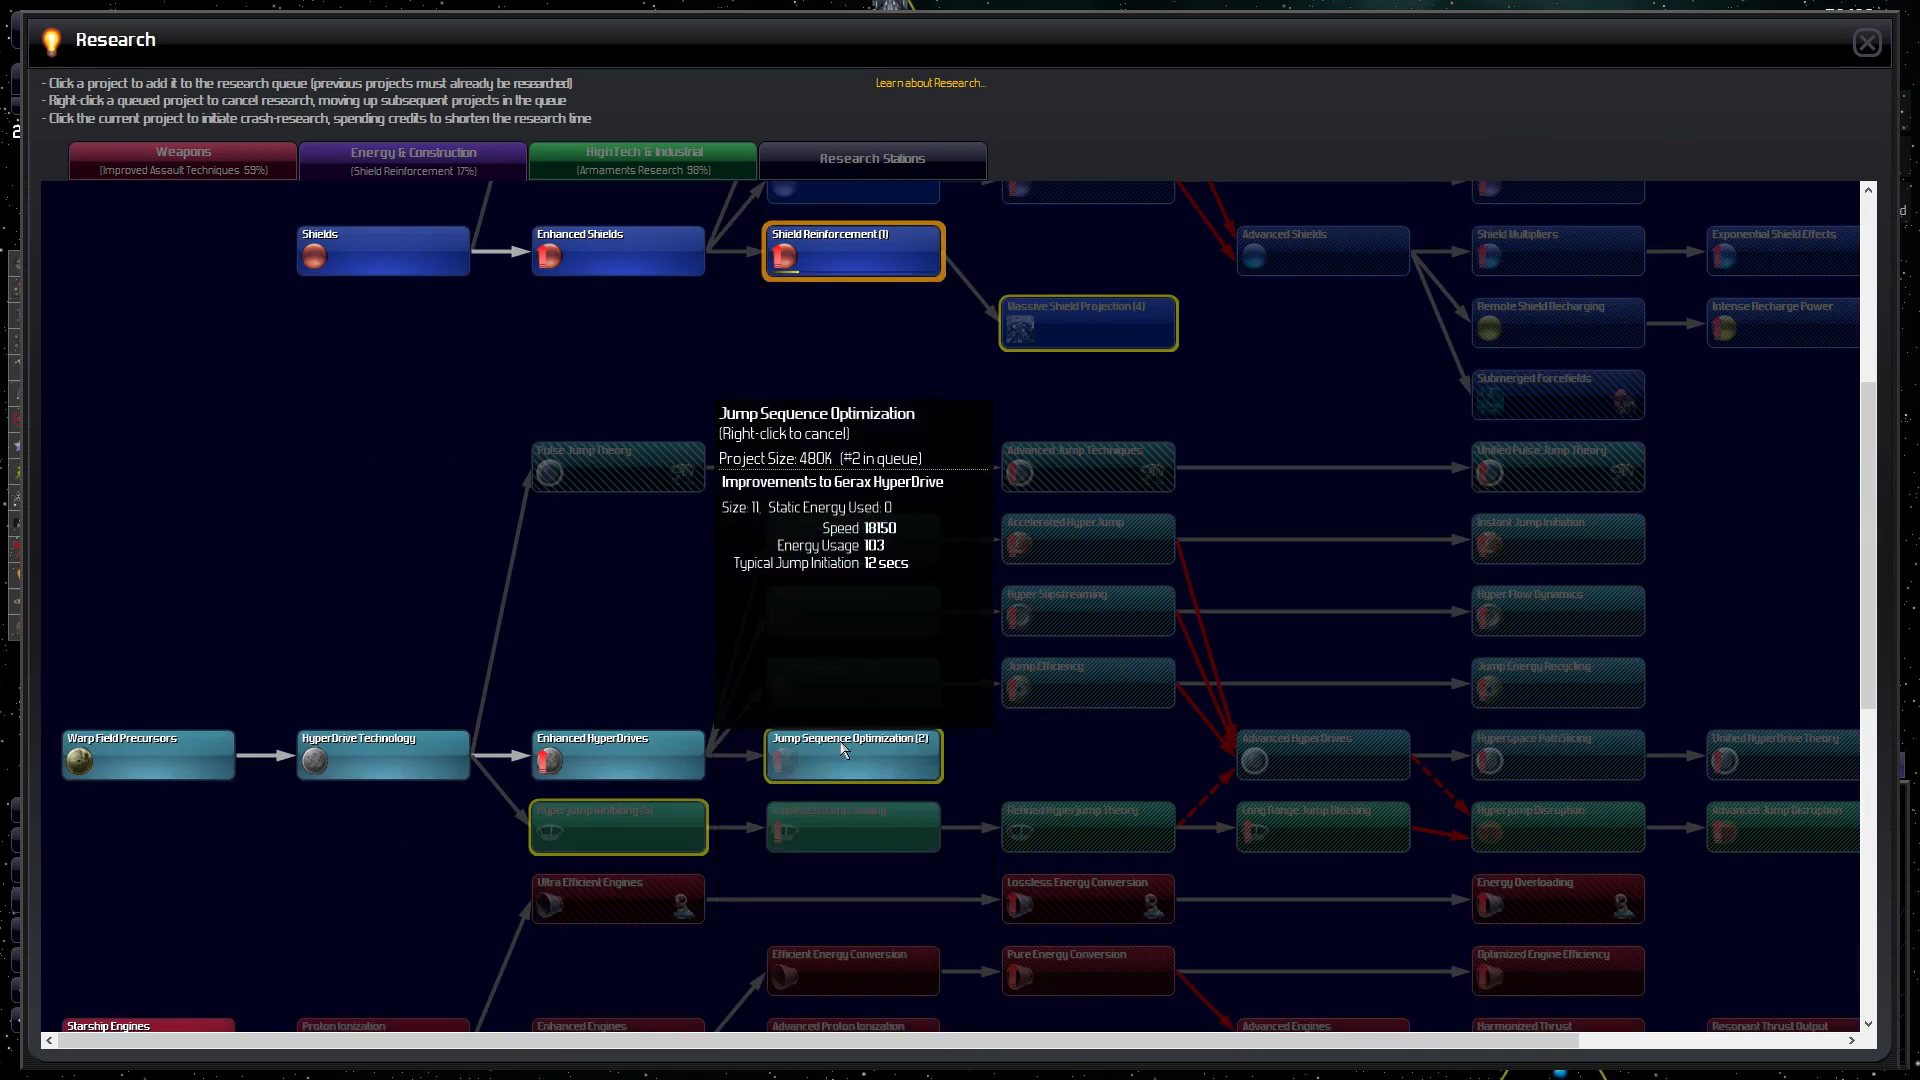 Research
- Click a project to add it to the research queue (previous projects must already be researched)
- Right-click a queued project to cancel research, moving up subsequent projects in the queue
- Click the current project to initiate crash-research, spending credits to shorten the research time
Learn about Research...
Weapons
(Improved Assault Techniques 59%)
Energy & Construction
(Shield Reinforcement 17%)
HighTech & Industrial
(Armaments Research 98%)
Research Stations
Shields
Enhanced Shields
Shield Reinforcement (1)
Advanced Shields
Shield Multipliers
Exponential Shield Effects
Massive Shield Projection (4)
Remote Shield Recharging
Intense Recharge Power
Submerged Forcefields
Jump Sequence Optimization
(Right-click to cancel)
Project Size: 480K (#2 in queue)
Improvements to Gerax HyperDrive
Size: 11, Static Energy Used: 0
Speed 18150
Energy Usage 103
Typical Jump Initiation 12 secs
Pulse Jump Theory
Advanced Jump Techniques
Unified Pulse Jump Theory
Accelerated HyperJump
Instant Jump Initiation
Hyper Slipstreaming
Hyper Flow Dynamics
Jump Efficiency
Jump Energy Recycling
Warp Field Precursors
HyperDrive Technology
Enhanced HyperDrives
Jump Sequence Optimization (2)
Advanced HyperDrives
Hyperspace PathSlicing
Unified HyperDrive Theory
Hyperjump Inhibiting (5)
Refined Hyperjump Theory
Long Range Jump Blocking
Hyperjump Disruption
Advanced Jump Disruption
Ultra Efficient Engines
Lossless Energy Conversion
Energy Overloading
Efficient Energy Conversion
Pure Energy Conversion
Optimized Engine Efficiency
Starship Engines
Proton Ionization
Enhanced Engines
Advanced Proton Ionization
Advanced Engines
Harmonized Thrust
Resonant Thrust Output